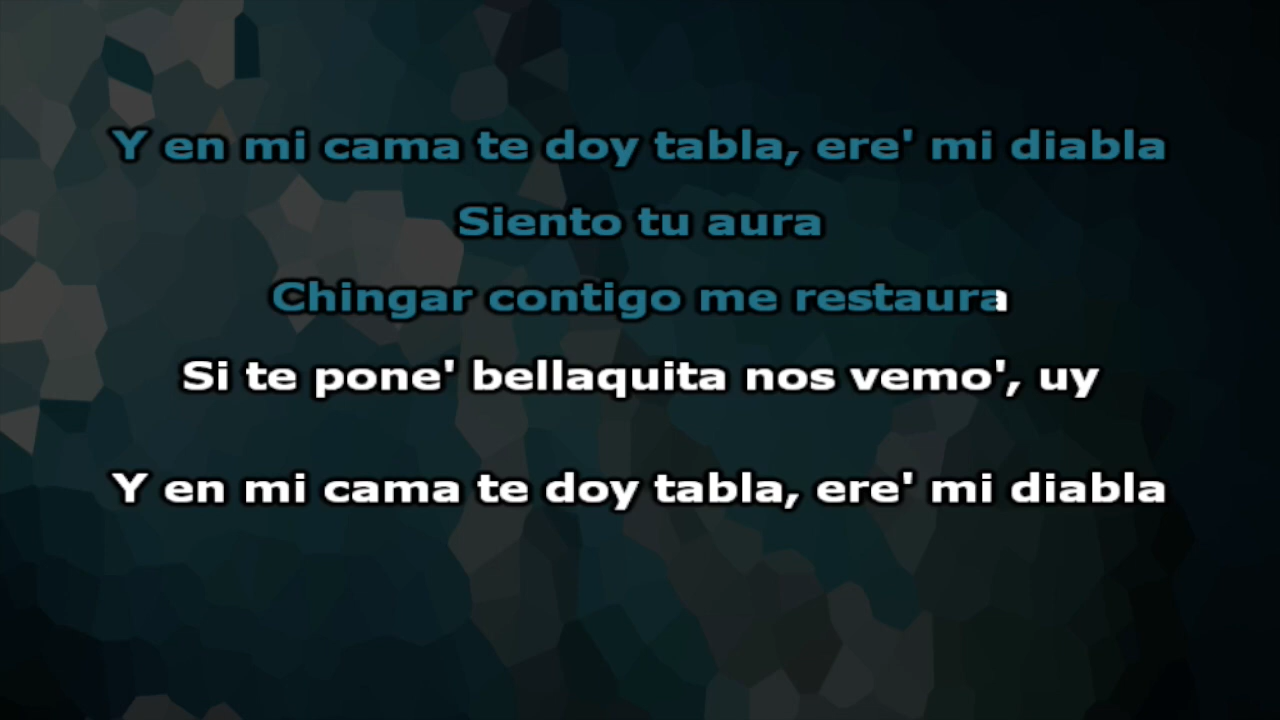 Y en mi cama te doy tabla, ere' mi diabla
Siento tu aura
Chingar contigo me restaura
Si te pone' bellaquita nos vemo', uy
Y en mi cama te doy tabla, ere' mi diabla